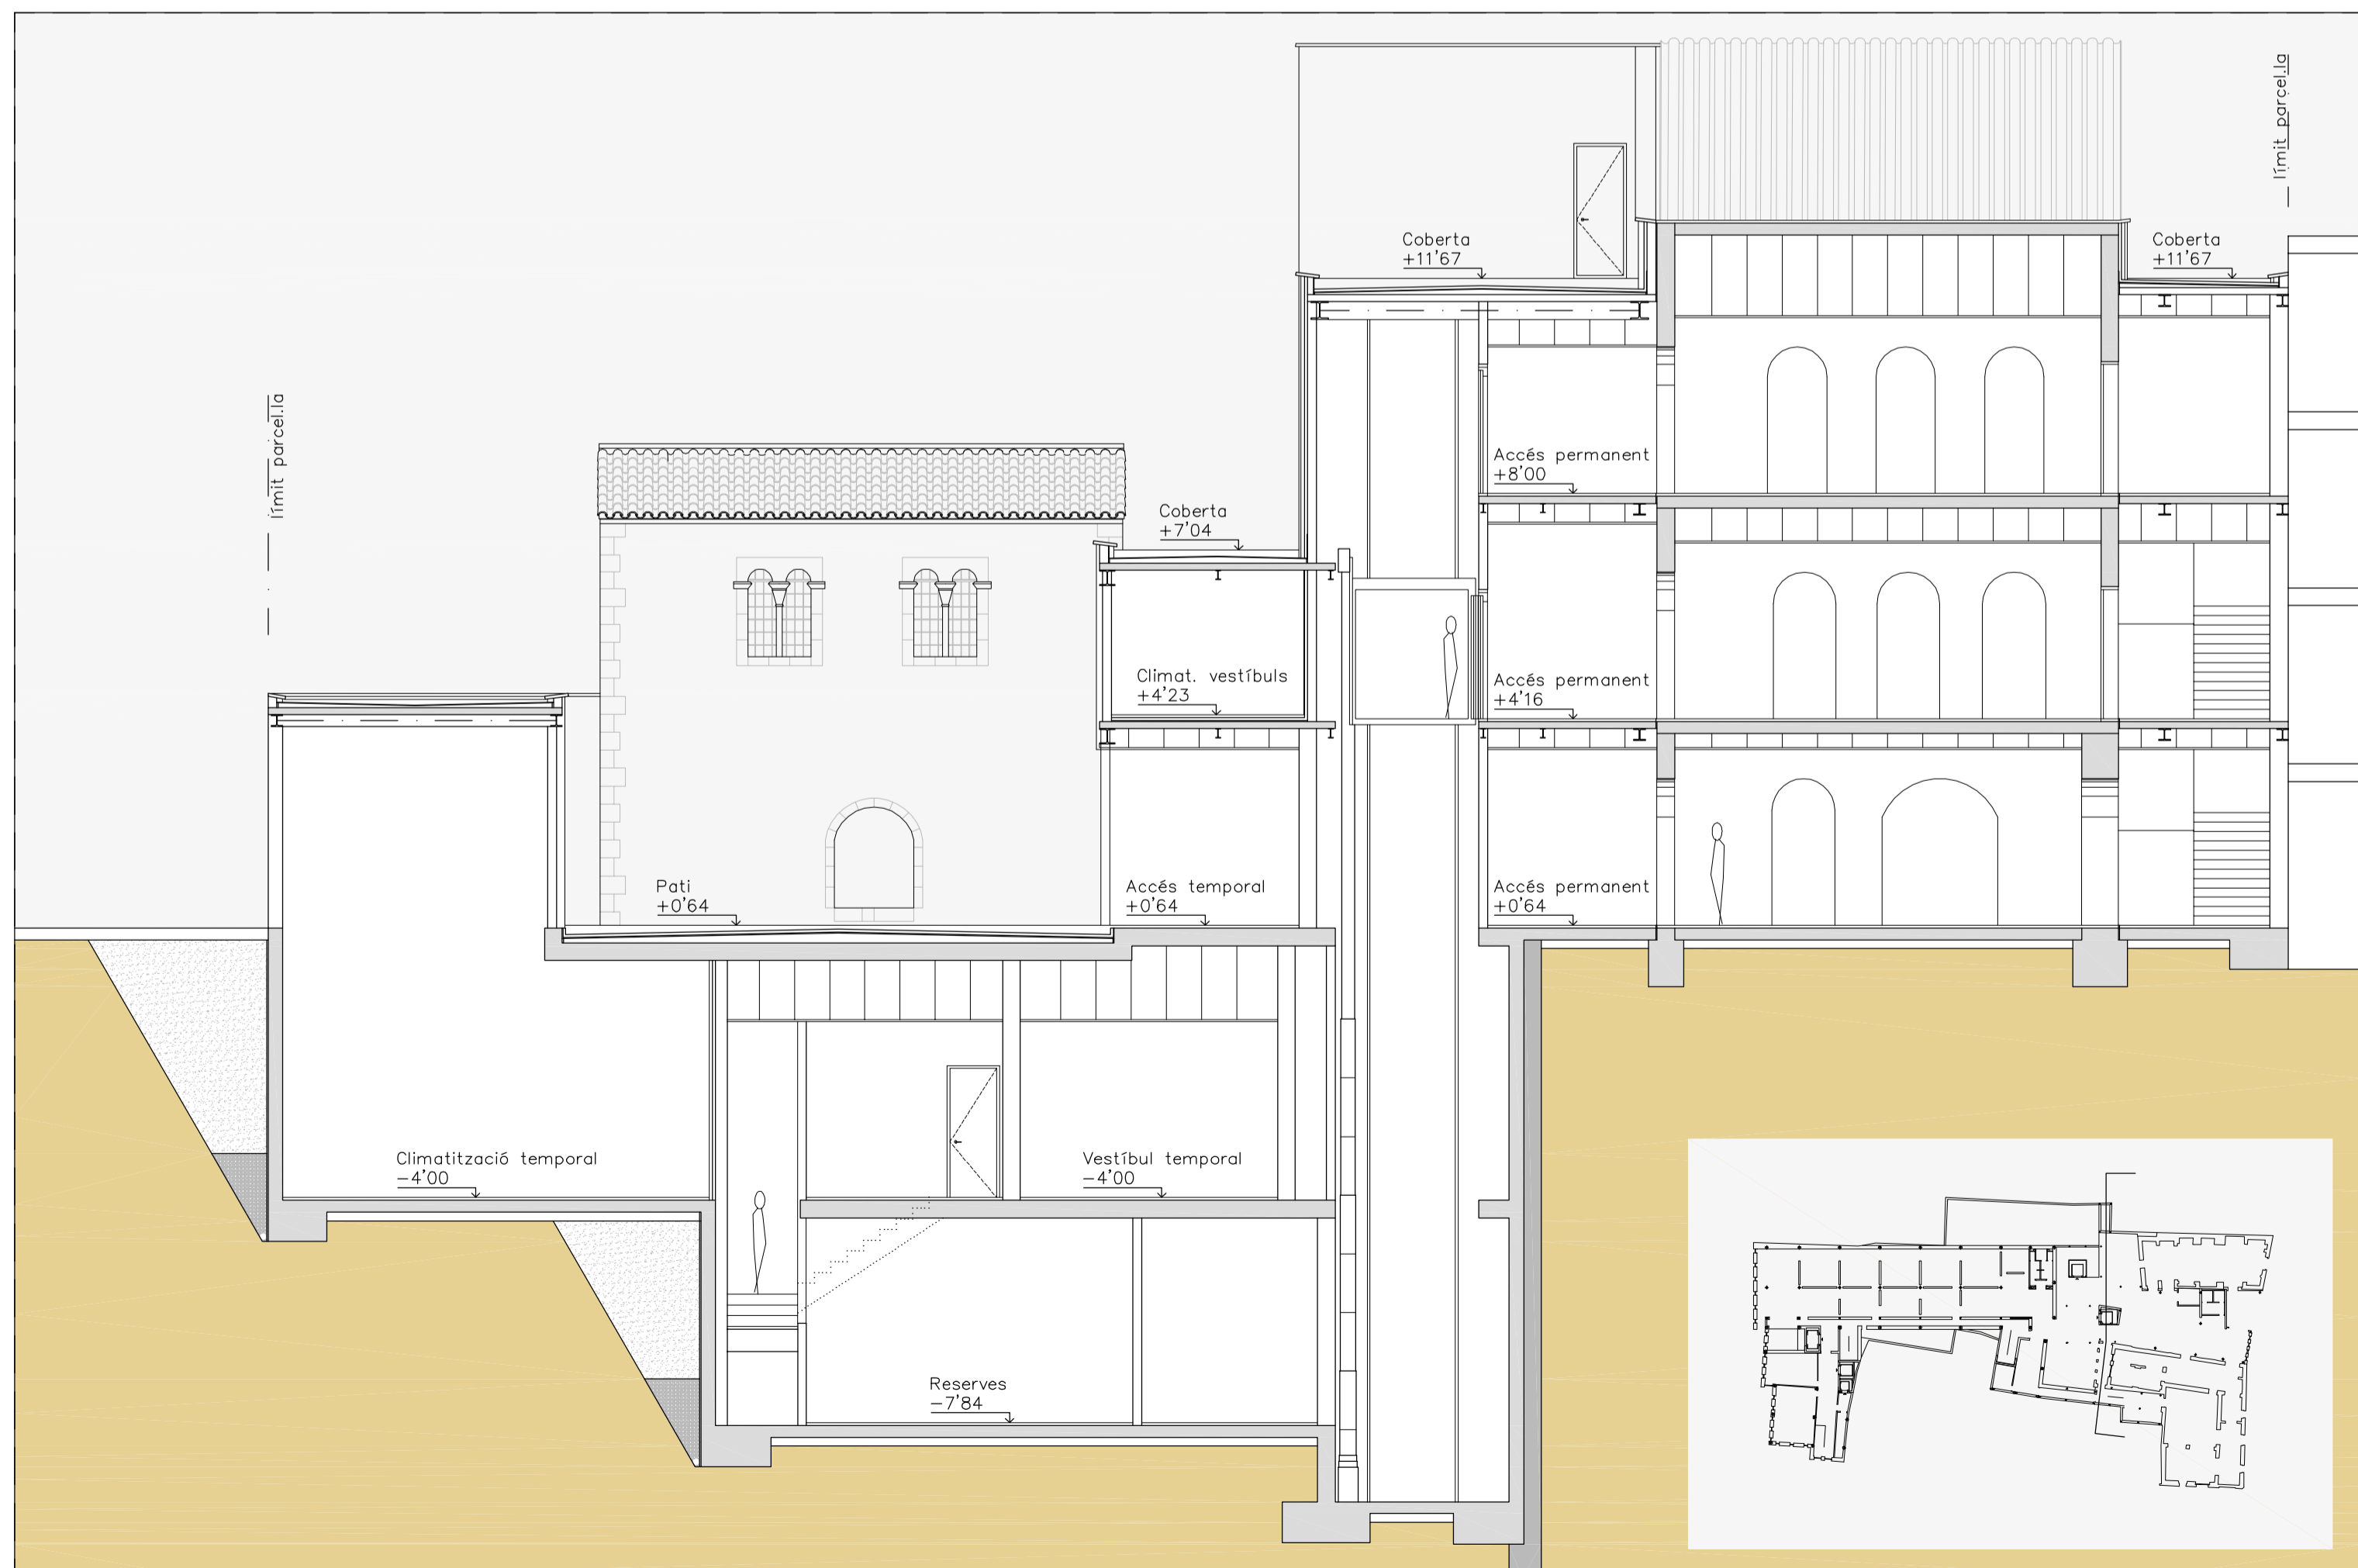 límit parcel.la
Coberta
+11'67
Coberta
+11'67
límit parcel.la
Accés permanent
+8'00
Coberta
+7'04
Climat. vestíbuls
+4'23
Accés permanent
+4'16
Pati
+0'64
Accés temporal
+0'64
Accés permanent
+0'64
Climatització temporal
−4'00
Vestíbul temporal
−4'00
Reserves
−7'84